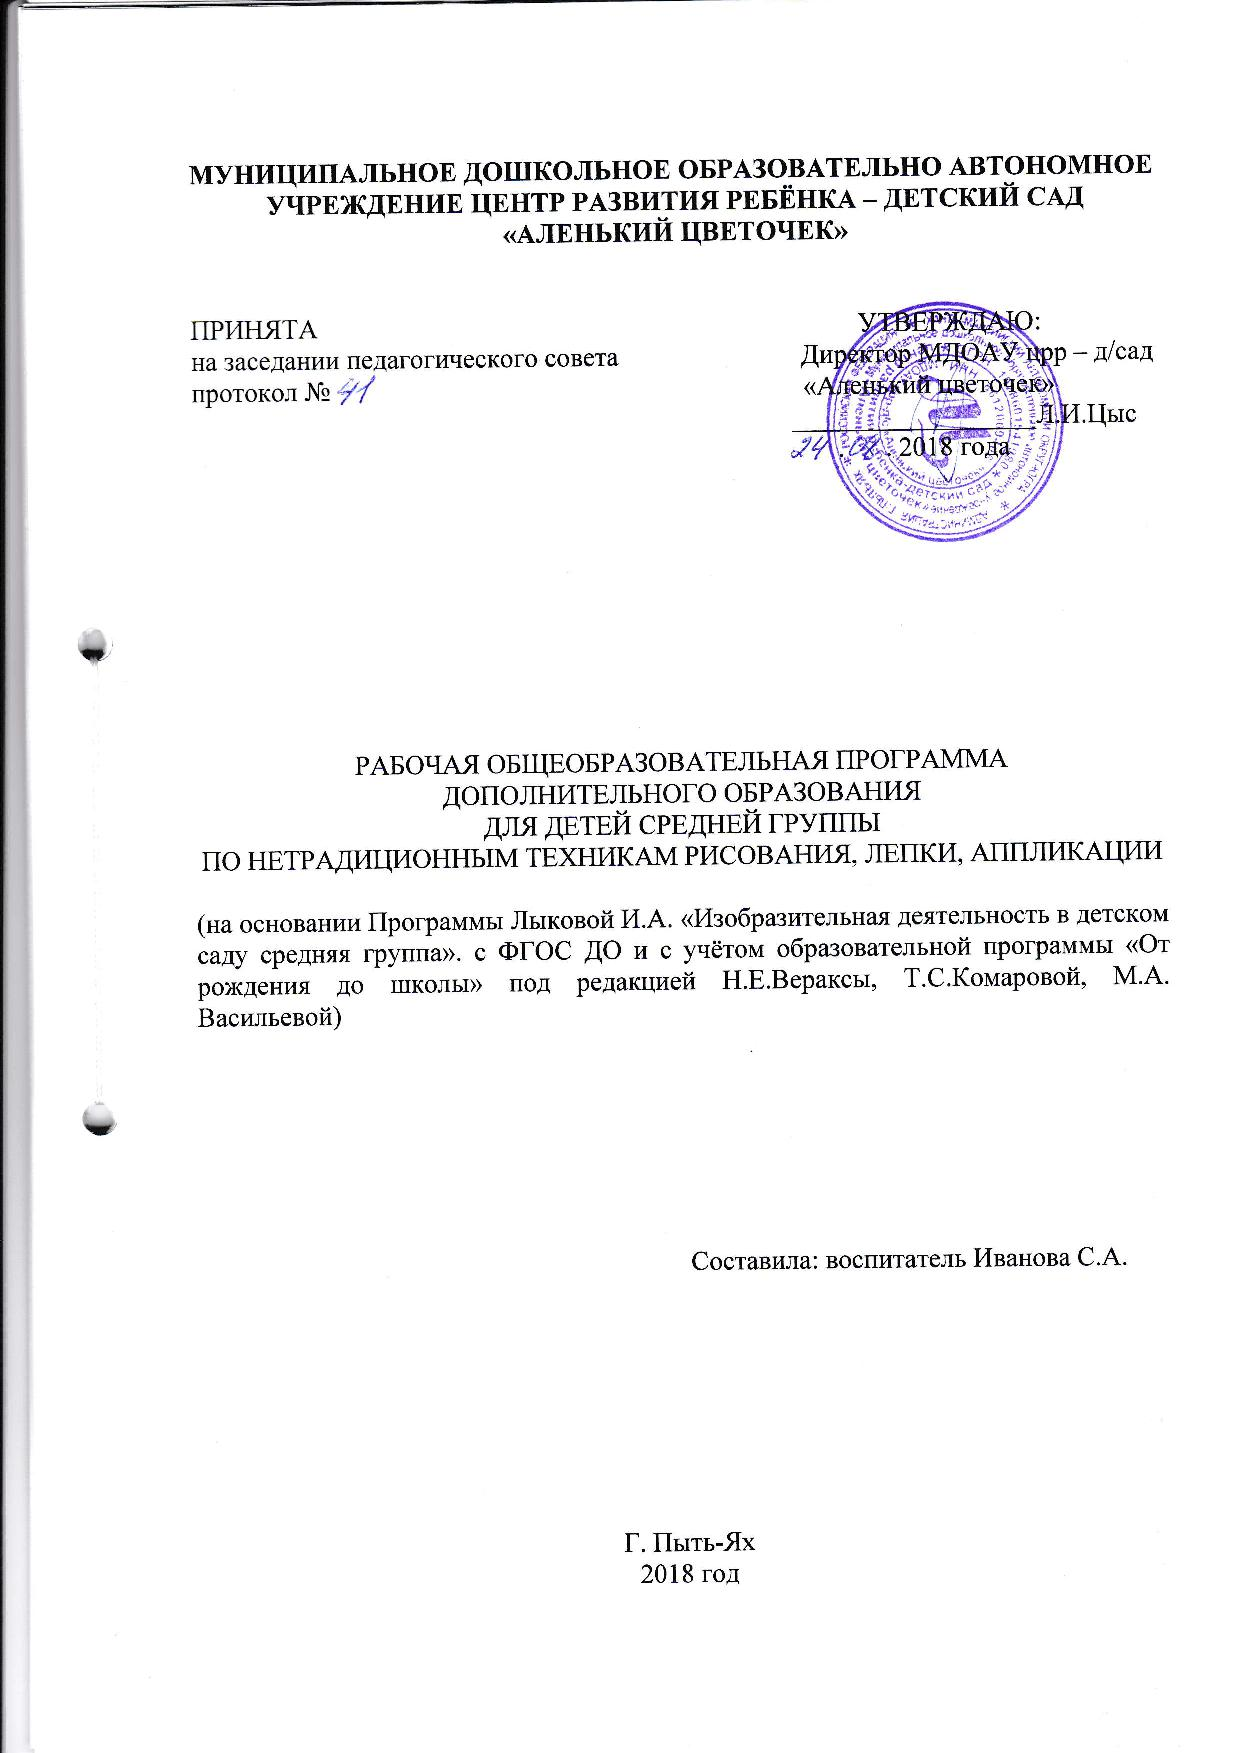 МУНИЦИПАЛЬНОЕ ДОШКОЛЬНОЕ ОБРАЗОВАТЕЛЬНО АВТОНОМНОЕ
УЧРЕЖДЕНИЕ ЦЕНТР РАЗВИТИЯ РЕБЁНКА – ДЕТСКИЙ САД
«АЛЕНЬКИЙ ЦВЕТОЧЕК»
ПРИНЯТА
на заседании педагогического совета
протокол №
УТВЕРЖДАЮ:
Директор МДОАУ црр – д/сад
«Аленький цветочек»
Л.И.Цыс
24 . . 2018 года
РАБОЧАЯ ОБЩЕОБРАЗОВАТЕЛЬНАЯ ПРОГРАММА
ДОПОЛНИТЕЛЬНОГО ОБРАЗОВАНИЯ
ДЛЯ ДЕТЕЙ СРЕДНЕЙ ГРУППЫ
ПО НЕТРАДИЦИОННЫМ ТЕХНИКАМ РИСОВАНИЯ, ЛЕПКИ, АППЛИКАЦИИ
(на основании Программы Лыковой И.А. «Изобразительная деятельность в детском
саду средняя группа». с ФГОС ДО и с учётом образовательной программы «От
рождения до школы» под редакцией Н.Е.Вераксы, Т.С.Комаровой, М.А.
Васильевой)
Составила: воспитатель Иванова С.А.
Г. Пыть-Ях
2018 год